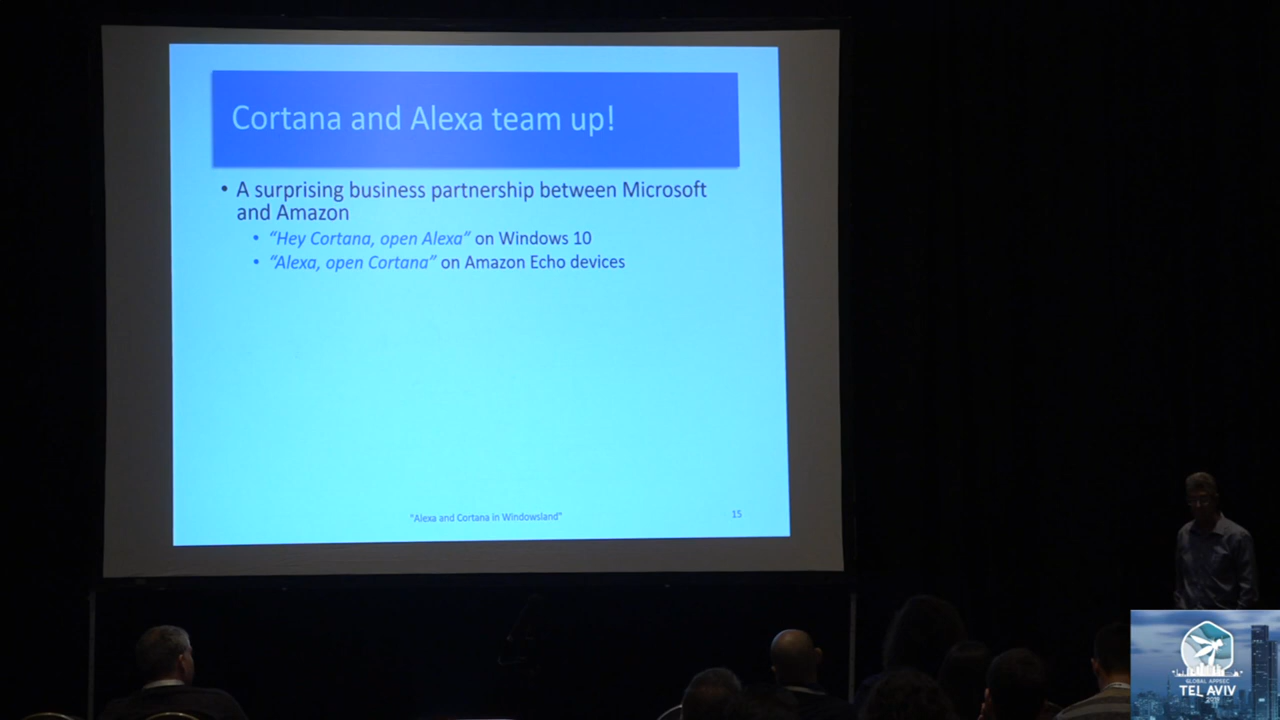 Cortana and Alexa team up!
• A surprising business partnership between Microsoft
and Amazon
• “Hey Cortana, open Alexa” on Windows 10
• “Alexa, open Cortana” on Amazon Echo devices
"Alexa and Cortana in Windowsland"
15
GLOBAL APPSEC
TEL AVIV
2019